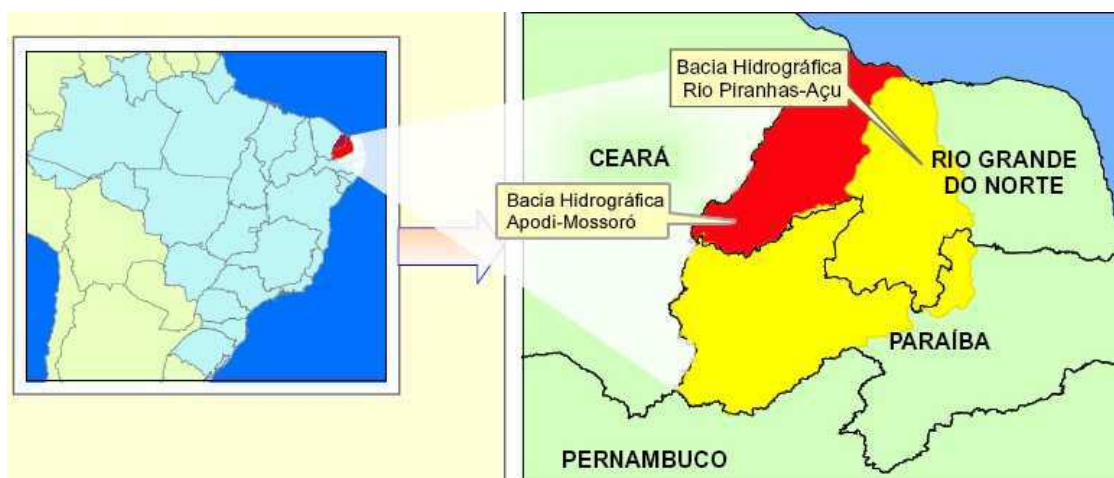 Bacia Hidrográfica
Rio Piranhas-Açu
CEARÁ
RIO GRANDE
DO NORTE
Bacia Hidrográfica
Apodi-Mossoró
PARAÍBA
PERNAMBUCO